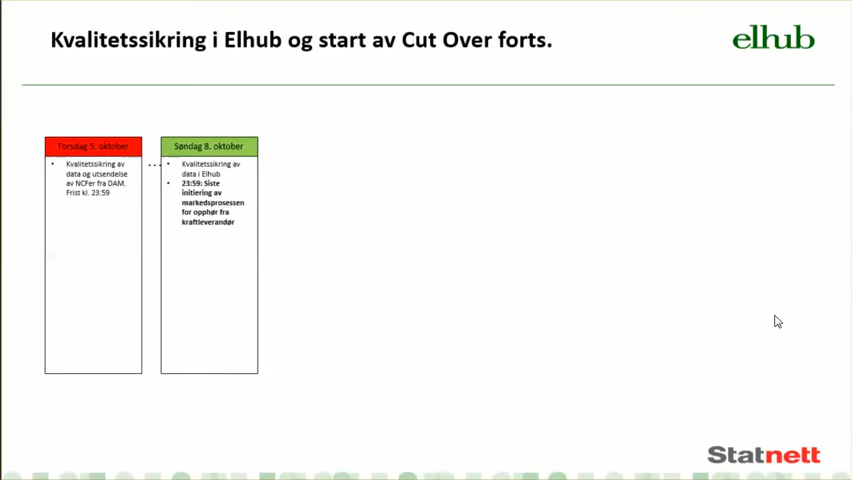 Kvalitetssikring i Elhub og start av Cut Over forts.
elhub
Torsdag 5. oktober
• Kvalitetssikring av
data og utsendelse
av NCFer fra DAM.
Frist kl. 23:59
...
Søndag 8. oktober
• Kvalitetssikring av
data i Elhub
• 23:59: Siste
initiering av
markedsprosessen
for opphør fra
kraftleverandør
Statnett